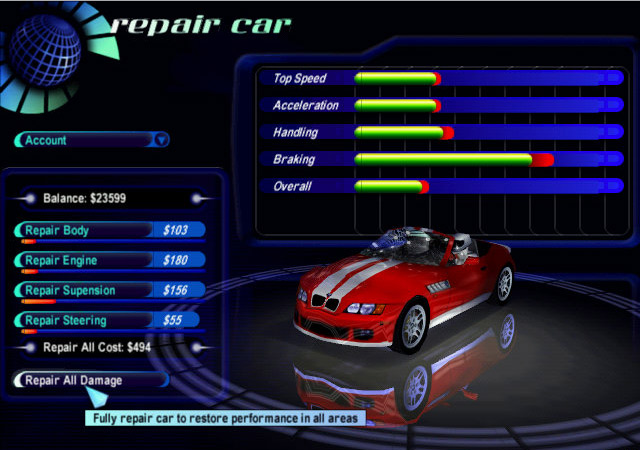 repair car
Top Speed
Acceleration
Handling
Braking
Overall
Account
Balance: $23599
Repair Body $103
Repair Engine $180
Repair Supension $156
Repair Steering $55
Repair All Cost: $494
Repair All Damage
Fully repair car to restore performance in all areas